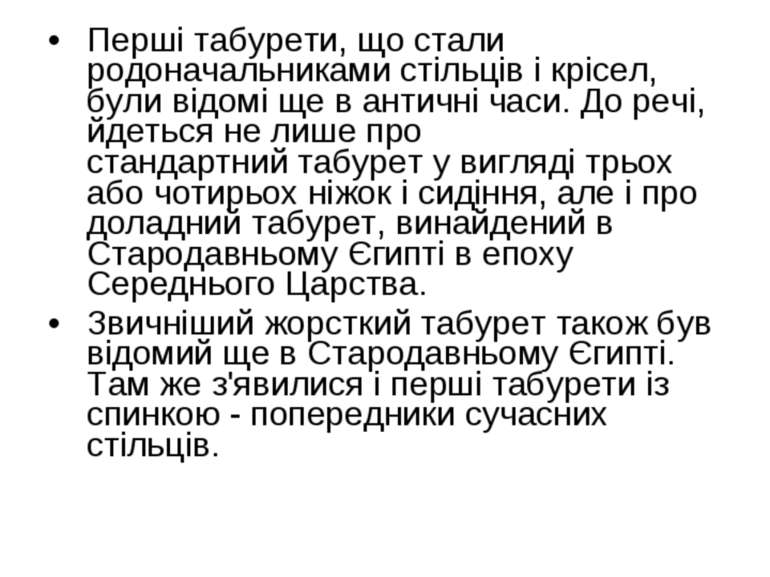 • Перші табурети, що стали
родоначальниками стільців і крісел,
були відомі ще в античні часи. До речі,
йдеться не лише про
стандартний табурет у вигляді трьох
або чотирьох ніжок і сидіння, але і про
доладний табурет, винайдений в
Стародавньому Єгипті в епоху
Середнього Царства.
• Звичніший жорсткий табурет також був
відомий ще в Стародавньому Єгипті.
Там же з'явилися і перші табурети із
спинкою - попередники сучасних
стільців.